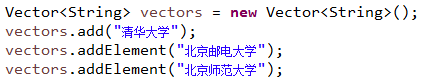 Vector<String> vectors = new Vector<String>();
vectors.add("清华大学");
vectors.addElement("北京邮电大学");
vectors.addElement("北京师范大学");